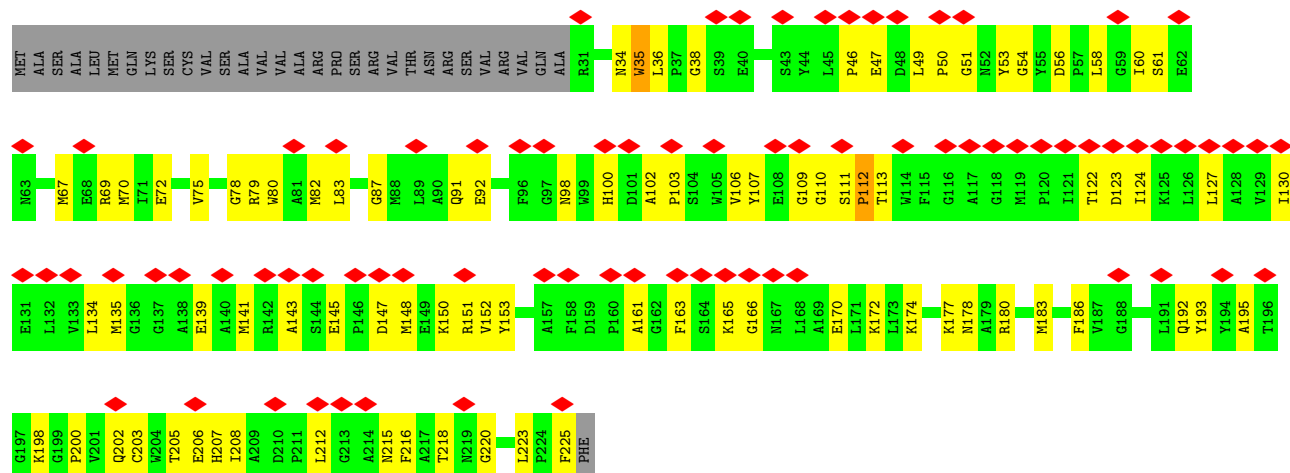 MET ALA SER ALA LEU MET GLN LYS SER CYS VAL SER ALA VAL VAL ALA ARG PRO SER ARG VAL THR ASN ARG SER VAL ARG VAL GLN ALA R31 N34 W35 L36 P37 G38 S39 E40 S43 Y44 L45 P46 E47 D48 L49 P50 G51 N52 Y53 G54 Y55 D56 P57 L58 G59 I60 S61 E62
N63 M67 E68 R69 M70 I71 E72 V75 G78 R79 W80 A81 M82 L83 G87 M88 L89 A90 Q91 E92 F96 G97 N98 W99 H100 D101 A102 P103 S104 W105 V106 Y107 E108 G109 G110 S111 P112 T113 W114 F115 G116 A117 G118 M119 P120 I121 T122 D123 I124 K125 L126 L127 A128 V129 I130
E131 L132 V133 L134 M135 G136 G137 A138 E139 A140 M141 R142 A143 S144 E145 P146 D147 M148 E149 K150 R151 V152 Y153 A157 F158 D159 P160 A161 G162 F163 S164 K165 G166 N167 L168 A169 E170 L171 K172 L173 K174 K177 N178 A179 R180 M183 F186 V187 G188 L191 Q192 Y193 Y194 A195 T196
G197 K198 G199 P200 V201 Q202 C203 W204 T205 E206 H207 I208 A209 D210 P211 L212 G213 A214 N215 F216 A217 T218 N219 G220 L223 P224 F225 PHE